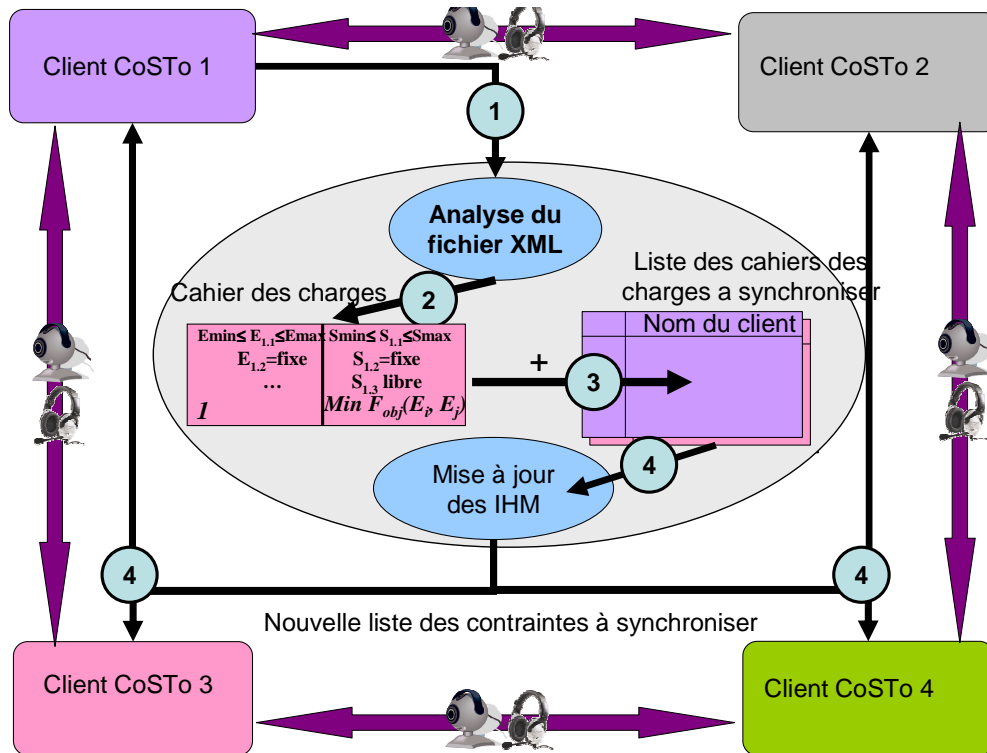 Client CoSTo 1
Client CoSTo 2
1
Analyse du
fichier XML
Cahier des charges
2
Liste des cahiers des
charges a synchroniser
Emin≤ E1.1 ≤Emax
E1.2=fixe
…
1
Smin≤ S1.1 ≤Smax
S1.2=fixe
S1.3 libre
Min Fobj(Ei, Ej)
+
3
Nom du client
4
Mise à jour
des IHM
4
4
Nouvelle liste des contraintes à synchroniser
Client CoSTo 3
Client CoSTo 4